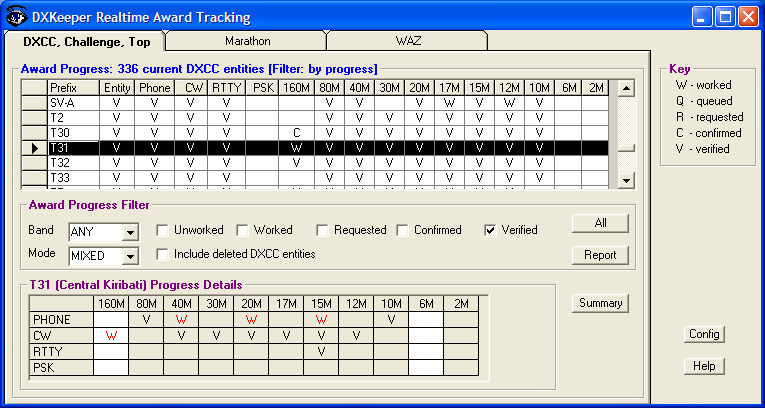 DXKeeper Realtime Award Tracking
DXCC, Challenge, Top Marathon WAZ
Award Progress: 336 current DXCC entities [Filter: by progress]
Prefix Entity Phone CW RTTY PSK 160M 80M 40M 30M 20M 17M 15M 12M 10M 6M 2M
SV-A V V V V V V V W V W V
T2 V V V V V V V V V V V
T30 V V V V C V V V V V V V V
T31 V V V V W V V V V V V V V
T32 V V V V V V V V V V V V V
T33 V V V V V V V V V V V V
Key
W - worked
Q - queued
R - requested
C - confirmed
V - verified
Award Progress Filter
Band ANY Unworked Worked Requested Confirmed Verified
Mode MIXED Include deleted DXCC entities
All
Report
Summary
T31 (Central Kiribati) Progress Details
160M 80M 40M 30M 20M 17M 15M 12M 10M 6M 2M
PHONE V W W W V
CW W V V V V V V
RTTY V
PSK
Config
Help